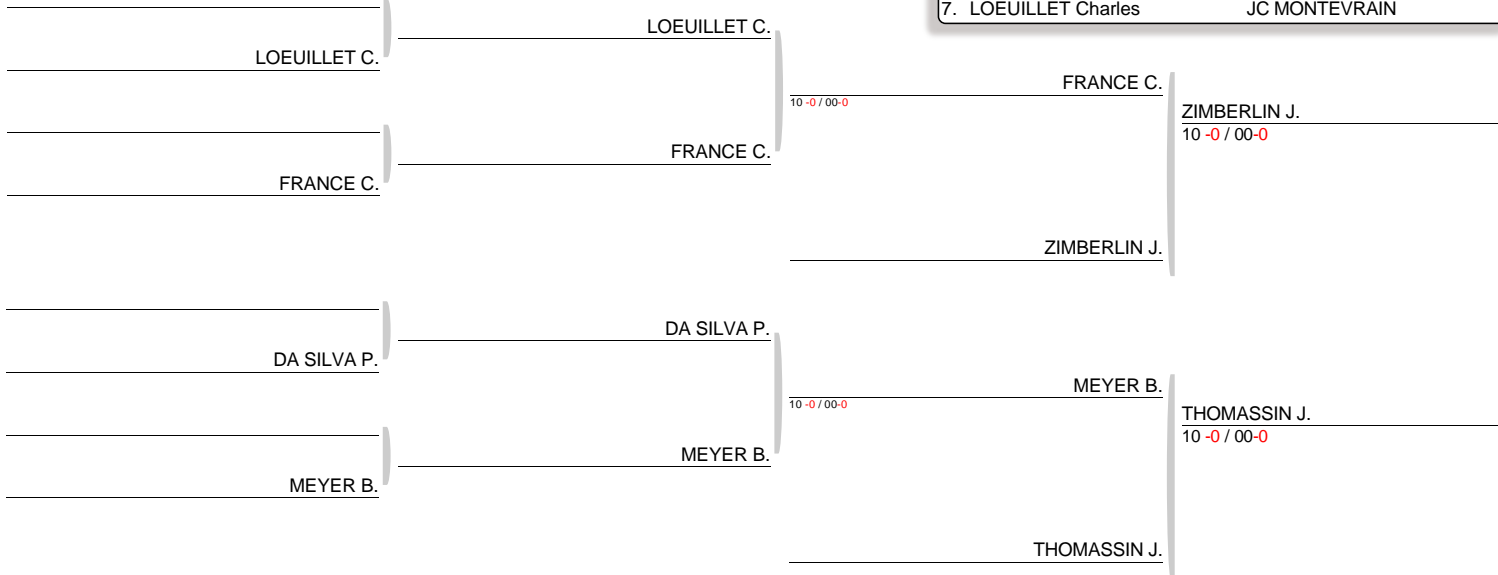 7. LOEUILLET Charles JC MONTEVRAIN
LOEUILLET C.
LOEUILLET C.
FRANCE C.
10 -0 / 00-0
ZIMBERLIN J.
10 -0 / 00-0
FRANCE C.
FRANCE C.
ZIMBERLIN J.
DA SILVA P.
DA SILVA P.
MEYER B.
10 -0 / 00-0
THOMASSIN J.
10 -0 / 00-0
MEYER B.
MEYER B.
THOMASSIN J.